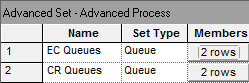 Advanced Set - Advanced Process
Name Set Type Members
1 EC Queues Queue 2 rows
2 CR Queues Queue 2 rows